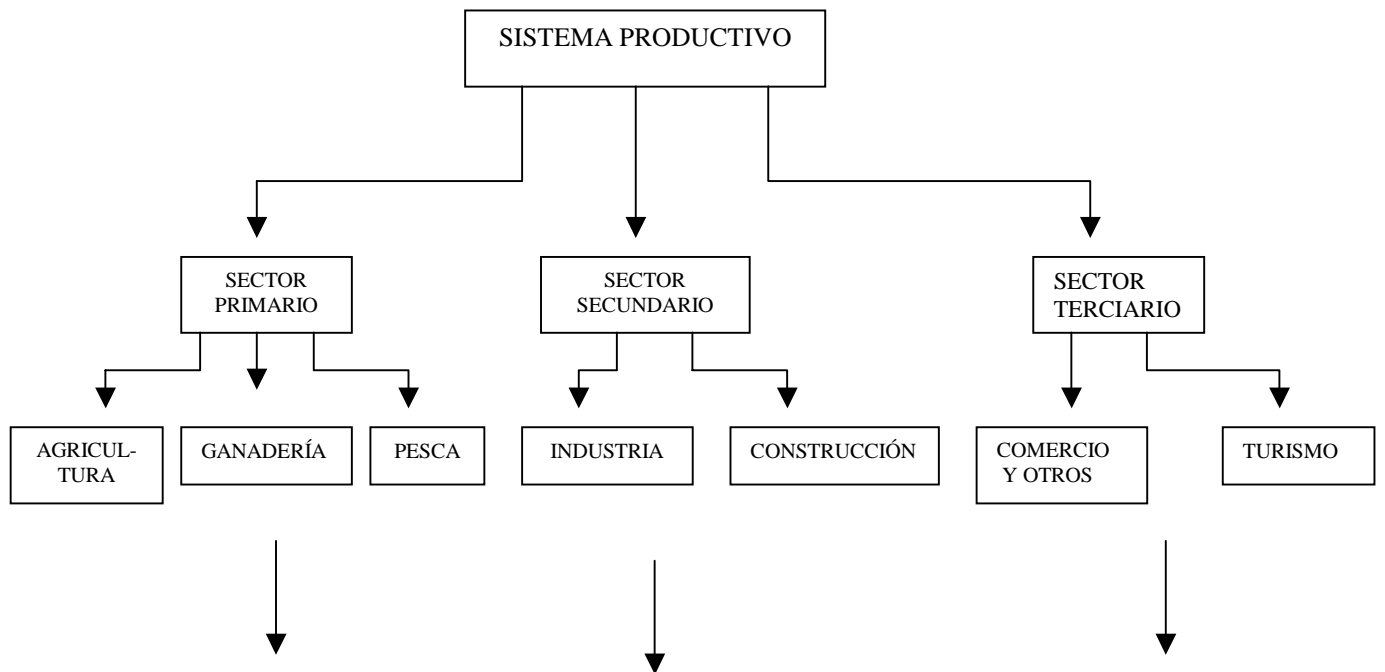 SISTEMA PRODUCTIVO
SECTOR
PRIMARIO
SECTOR
SECUNDARIO
SECTOR
TERCIARIO
AGRICUL-
TURA
GANADERÍA
PESCA
INDUSTRIA
CONSTRUCCIÓN
COMERCIO
Y OTROS
TURISMO